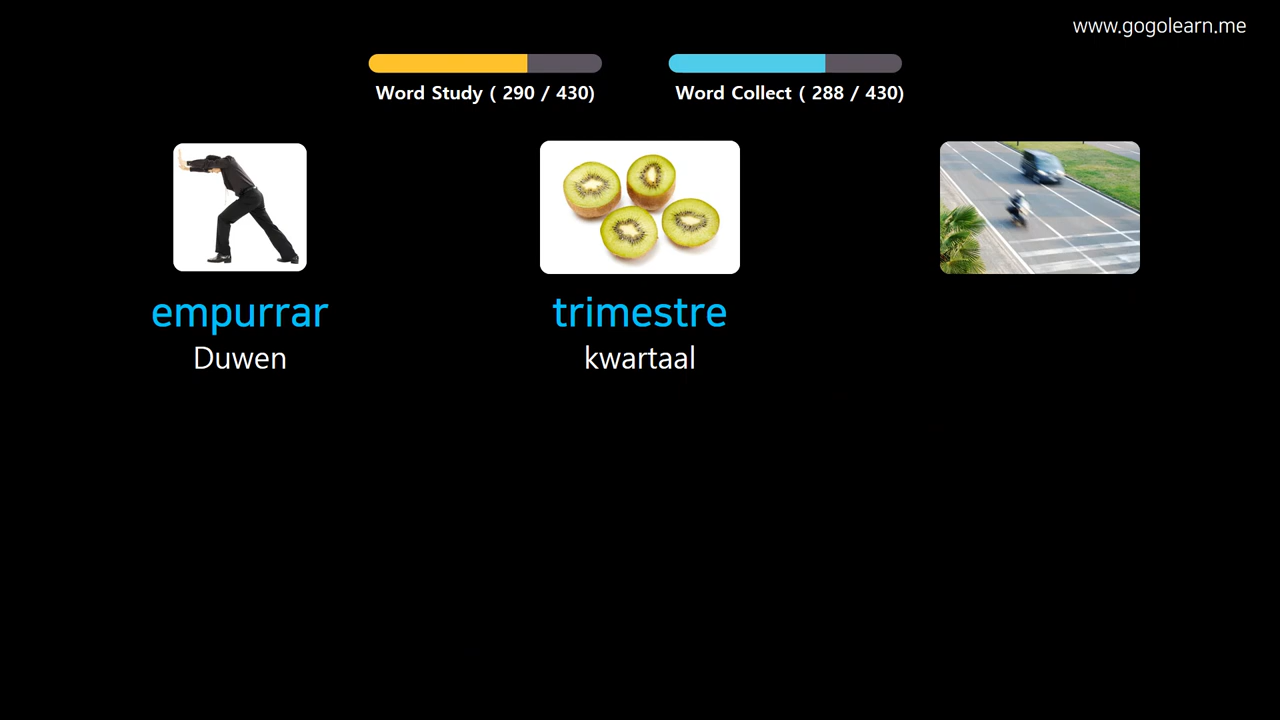 www.gogolearn.me
Word Study ( 290 / 430)
Word Collect ( 288 / 430)
empurrar
Duwen
trimestre
kwartaal